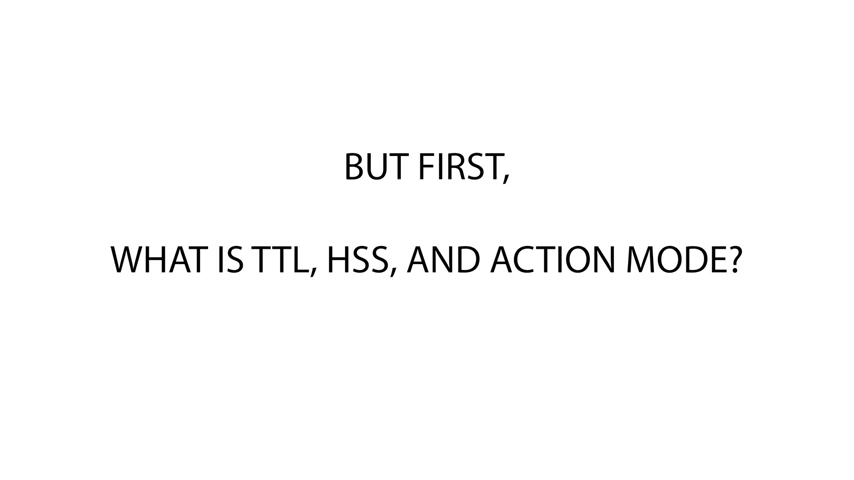 BUT FIRST,
WHAT IS TTL, HSS, AND ACTION MODE?